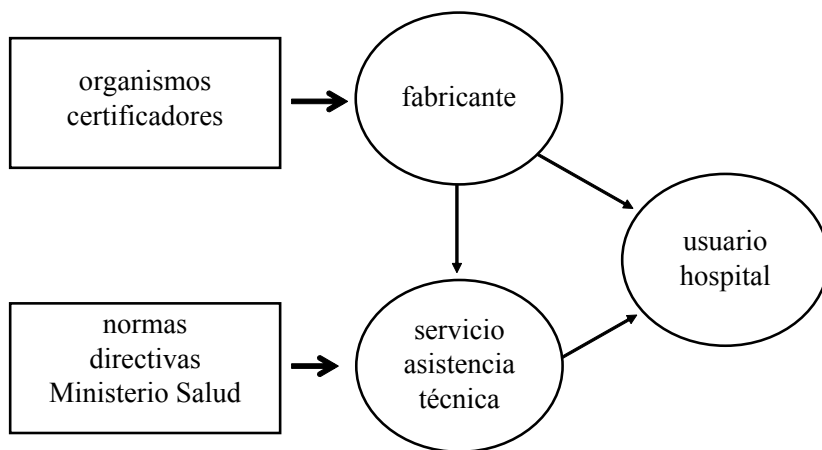 organismos
certificadores
fabricante
usuario
hospital
normas
directivas
Ministerio Salud
servicio
asistencia
técnica